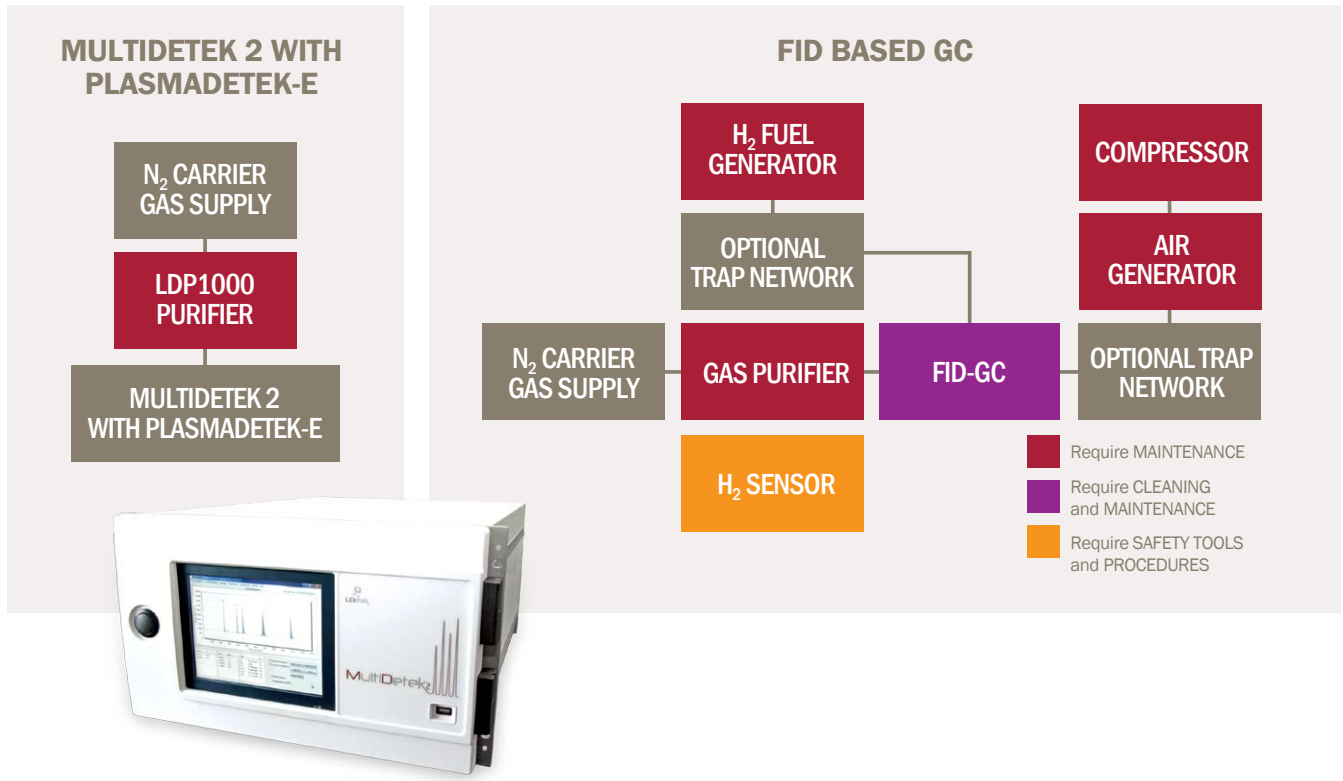 MULTIDETEK 2 WITH
PLASMADETEK-E
N₂ CARRIER
GAS SUPPLY
LDP1000
PURIFIER
MULTIDETEK 2
WITH PLASMADETEK-E
FID BASED GC
H₂ FUEL
GENERATOR
COMPRESSOR
OPTIONAL
TRAP NETWORK
AIR
GENERATOR
N₂ CARRIER
GAS SUPPLY
GAS PURIFIER
FID-GC
OPTIONAL TRAP
NETWORK
H₂ SENSOR
Require MAINTENANCE
Require CLEANING
and MAINTENANCE
Require SAFETY TOOLS
and PROCEDURES
LDetek
MultiDetek2